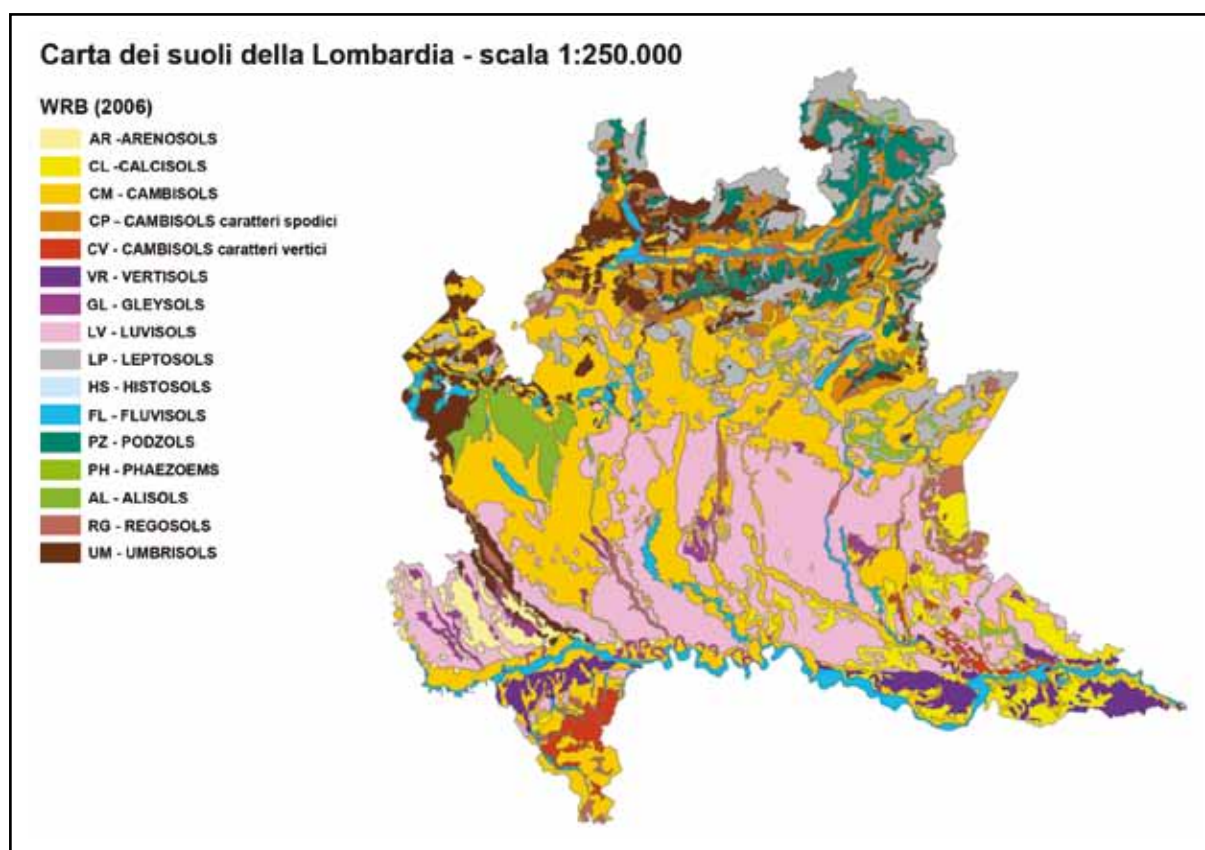 Carta dei suoli della Lombardia - scala 1:250.000
WRB (2006)
AR -ARENOSOLS
CL -CALCISOLS
CM - CAMBISOLS
CP - CAMBISOLS caratteri spodici
CV - CAMBISOLS caratteri vertici
VR - VERTISOLS
GL - GLEYSOLS
LV - LUVISOLS
LP - LEPTOSOLS
HS - HISTOSOLS
FL - FLUVISOLS
PZ - PODZOLS
PH - PHAEZOEMS
AL - ALISOLS
RG - REGOSOLS
UM - UMBRISOLS